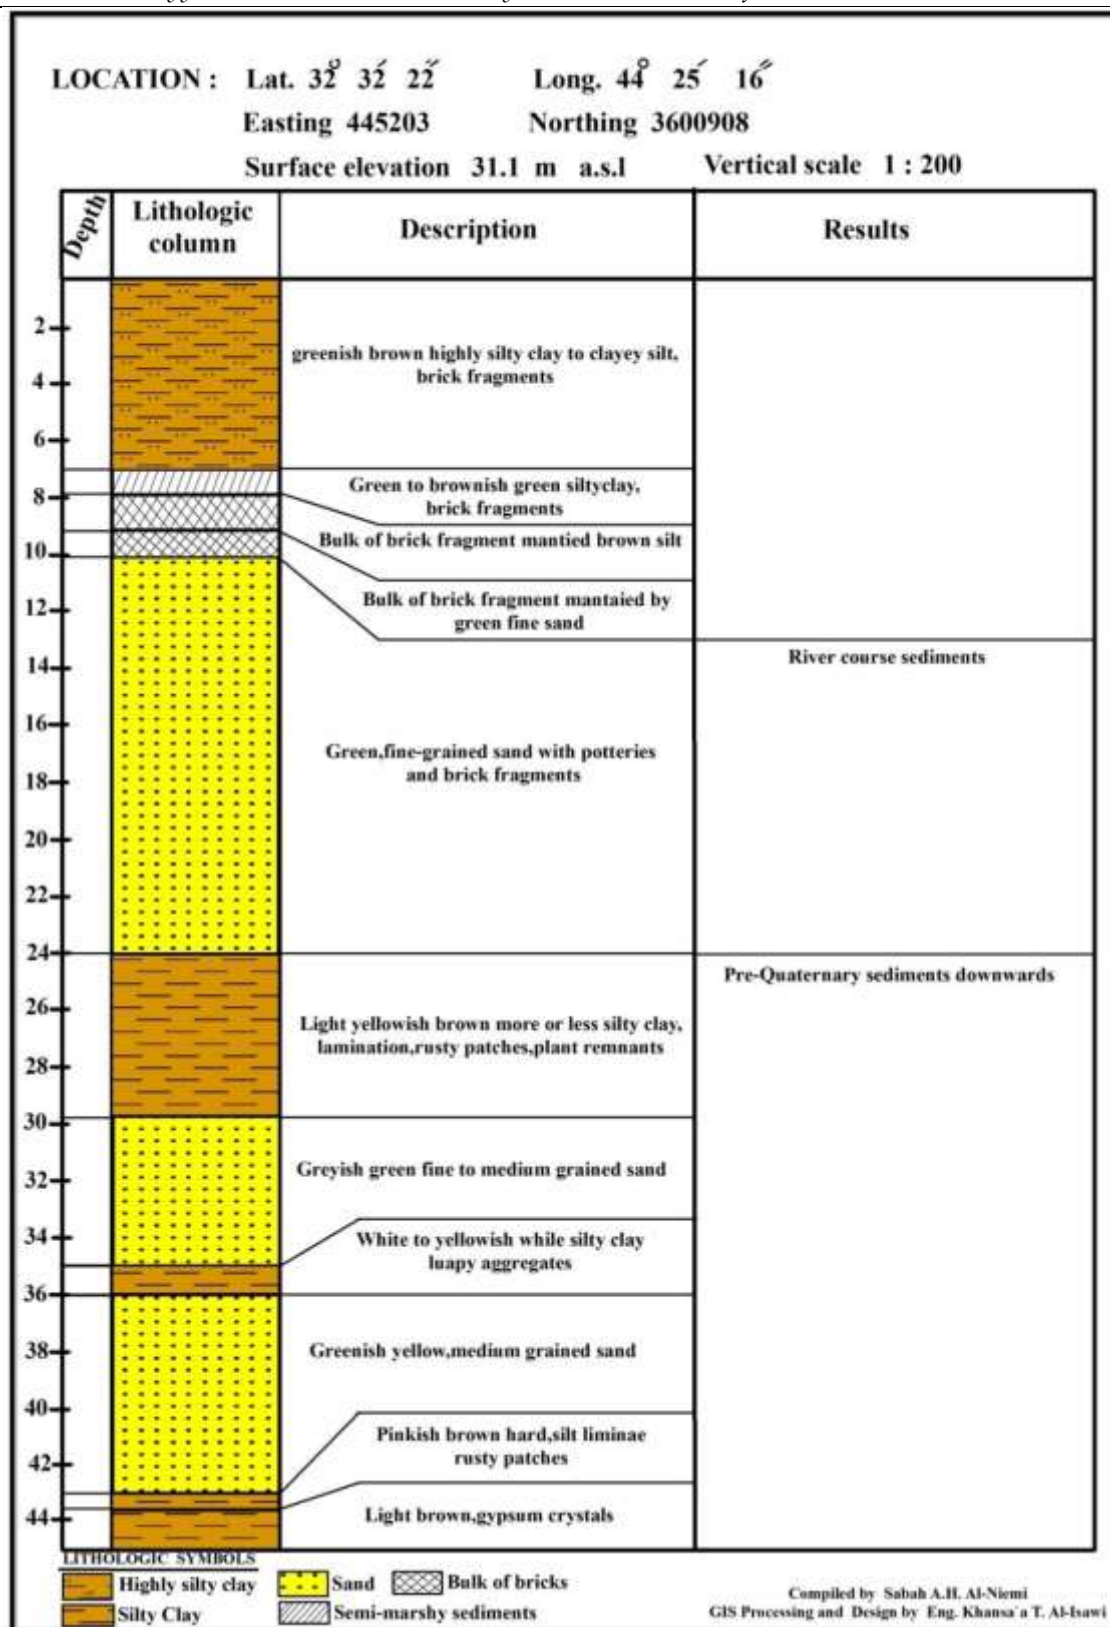 LOCATION : Lat. 32° 32′ 22″ Long. 44° 25′ 16″
Easting 445203 Northing 3600908
Surface elevation 31.1 m a.s.l Vertical scale 1 : 200
Depth
Lithologic
column
Description
Results
2
4
6
8
10
12
14
16
18
20
22
24
26
28
30
32
34
36
38
40
42
44
greenish brown highly silty clay to clayey silt,
brick fragments
Green to brownish green siltyclay,
brick fragments
Bulk of brick fragment mantied brown silt
Bulk of brick fragment mantaied by
green fine sand
River course sediments
Green,fine-grained sand with potteries
and brick fragments
Pre-Quaternary sediments downwards
Light yellowish brown more or less silty clay,
lamination,rusty patches,plant remnants
Greyish green fine to medium grained sand
White to yellowish while silty clay
luapy aggregates
Greenish yellow,medium grained sand
Pinkish brown hard,silt liminae
rusty patches
Light brown,gypsum crystals
LITHOLOGIC SYMBOLS
Highly silty clay
Sand
Bulk of bricks
Silty Clay
Semi-marshy sediments
Compiled by Sabah A.H. Al-Niemi
GIS Processing and Design by Eng. Khansa`a T. Al-Isawi